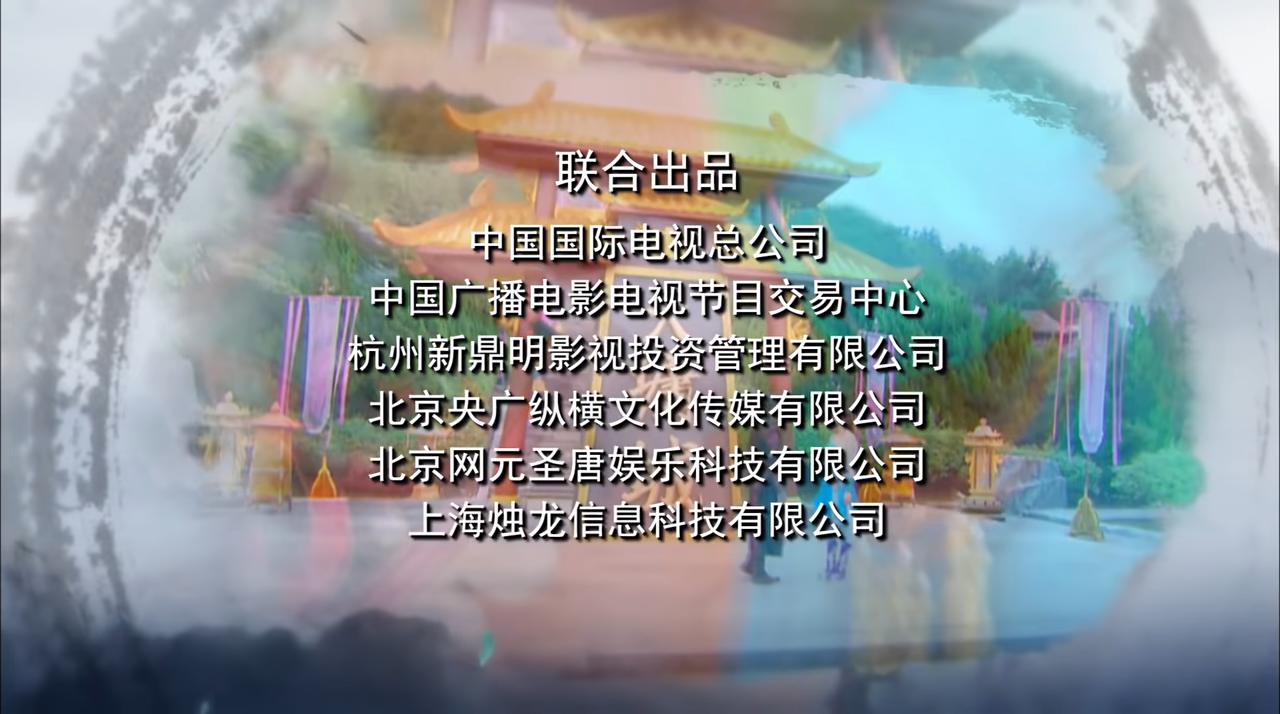 联合出品
中国国际电视总公司
中国广播电影电视节目交易中心
杭州新鼎明影视投资管理有限公司
北京央广纵横文化传媒有限公司
北京网元圣唐娱乐科技有限公司
上海烛龙信息科技有限公司